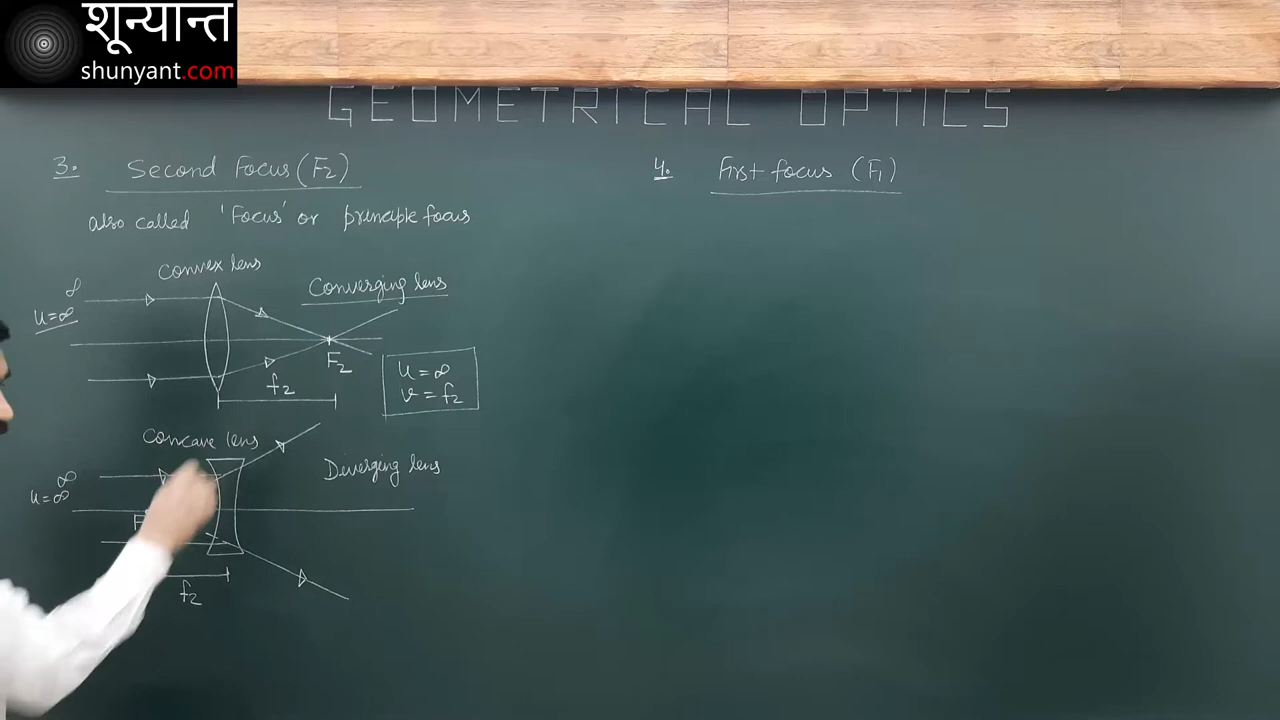 शून्यान्त
shunyant.com
GEOMETRICAL OPTICS
3. Second Focus (F2)
also called 'Focus' or principle focus
Convex lens
∞
u=∞
Converging lens
F2
f2
u=∞
v=f2
Concave lens
∞
u=∞
Diverging lens
F
f2
4. First focus (F1)